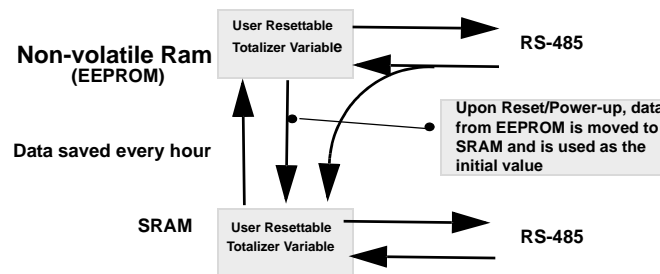 User Resettable
Totalizer Variable
RS-485
Non-volatile Ram
(EEPROM)
Upon Reset/Power-up, data
from EEPROM is moved to
SRAM and is used as the
initial value
Data saved every hour
SRAM
User Resettable
Totalizer Variable
RS-485